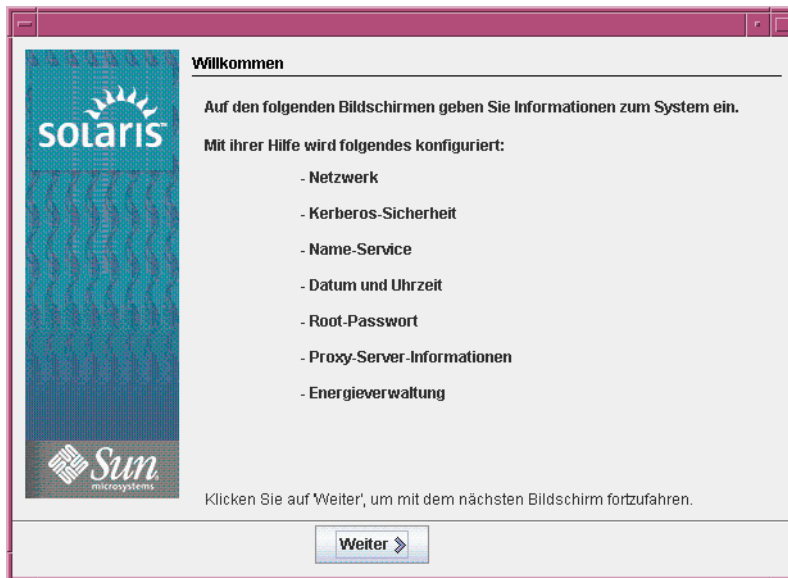 Willkommen
solaris™
Auf den folgenden Bildschirmen geben Sie Informationen zum System ein.
Mit ihrer Hilfe wird folgendes konfiguriert:
- Netzwerk
- Kerberos-Sicherheit
- Name-Service
- Datum und Uhrzeit
- Root-Passwort
- Proxy-Server-Informationen
- Energieverwaltung
Sun
microsystems
Klicken Sie auf 'Weiter', um mit dem nächsten Bildschirm fortzufahren.
Weiter